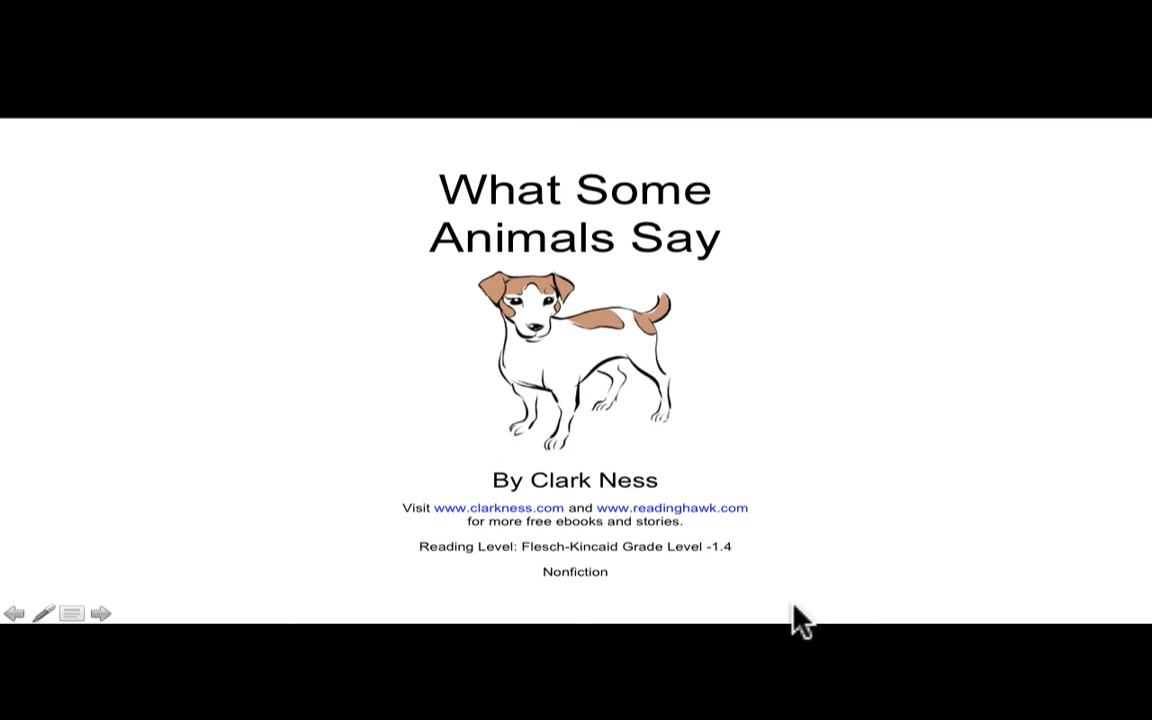 What Some
Animals Say
By Clark Ness
Visit www.clarkness.com and www.readinghawk.com
for more free ebooks and stories.
Reading Level: Flesch-Kincaid Grade Level -1.4
Nonfiction